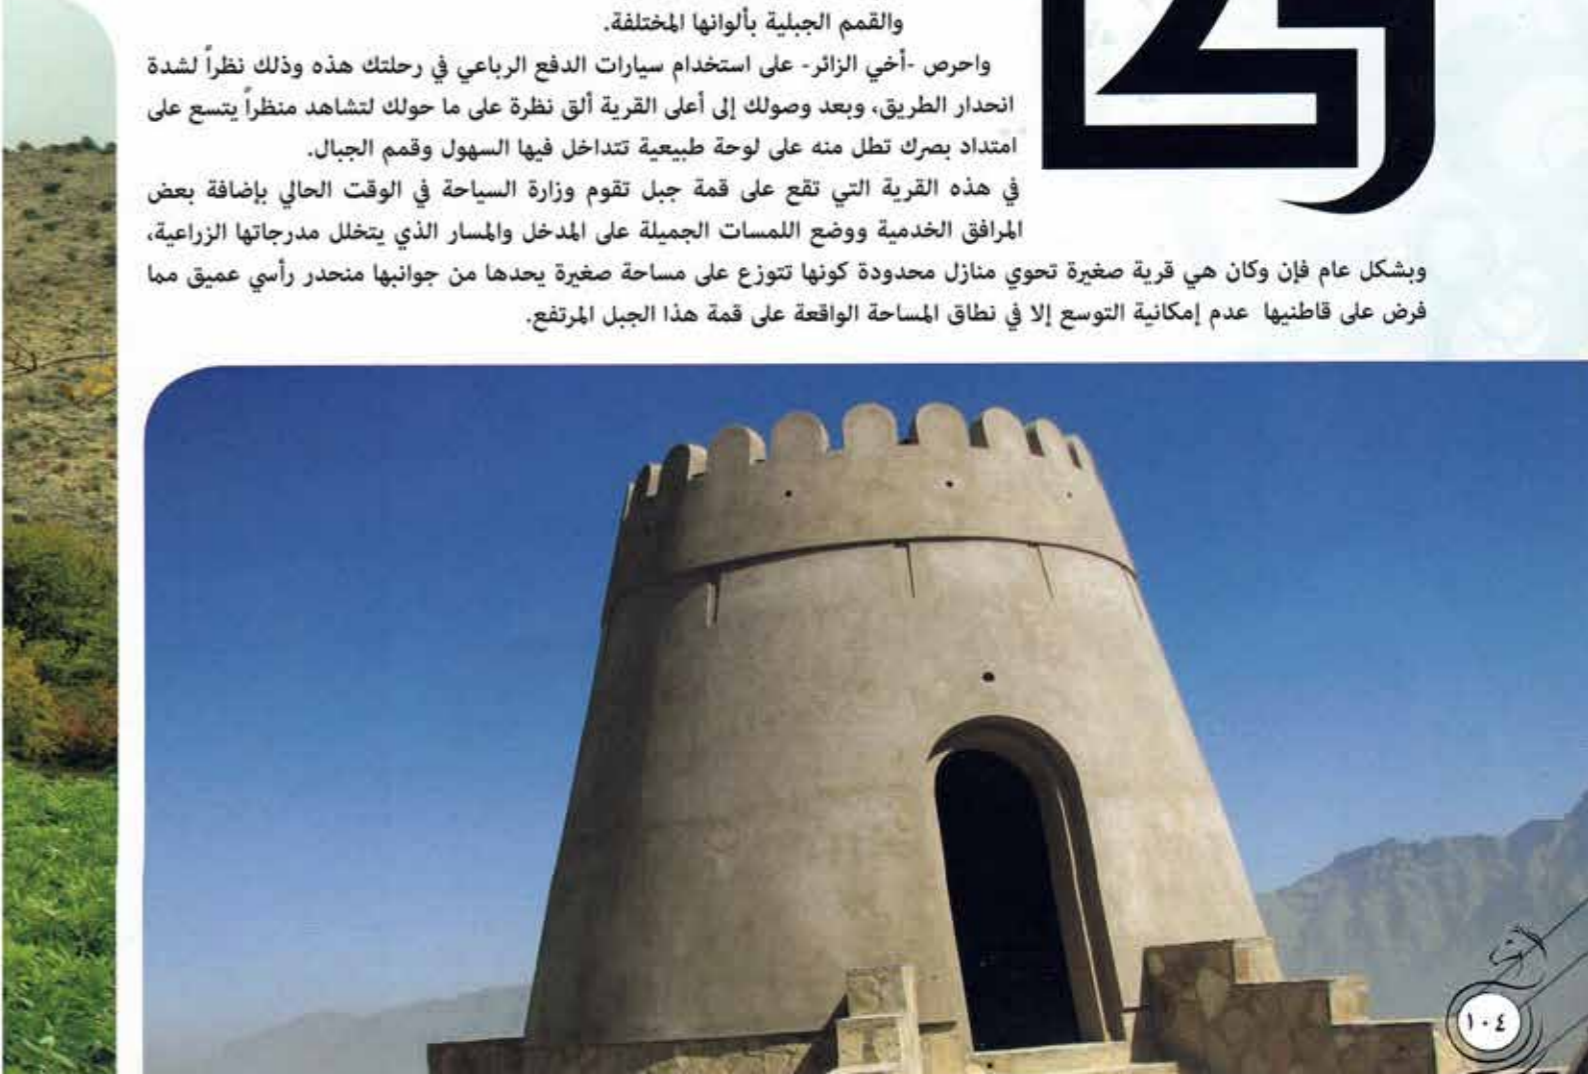 والقمم الجبلية بألوانها المختلفة.
واحرص -أخي الزائر- على استخدام سيارات الدفع الرباعي في رحلتك هذه وذلك نظراً لشدة
انحدار الطريق، وبعد وصولك إلى أعلى القرية ألق نظرة على ما حولك لتشاهد منظراً يتسع على
امتداد بصرك تطل منه على لوحة طبيعية تتداخل فيها السهول وقمم الجبال.
في هذه القرية التي تقع على قمة جبل تقوم وزارة السياحة في الوقت الحالي بإضافة بعض
المرافق الخدمية ووضع اللمسات الجميلة على المدخل والمسار الذي يتخلل مدرجاتها الزراعية،
وبشكل عام فإن وكان هي قرية صغيرة تحوي منازل محدودة كونها تتوزع على مساحة صغيرة يحدها من جوانبها منحدر رأسي عميق مما
فرض على قاطنيها عدم إمكانية التوسع إلا في نطاق المساحة الواقعة على قمة هذا الجبل المرتفع.
١٠٤